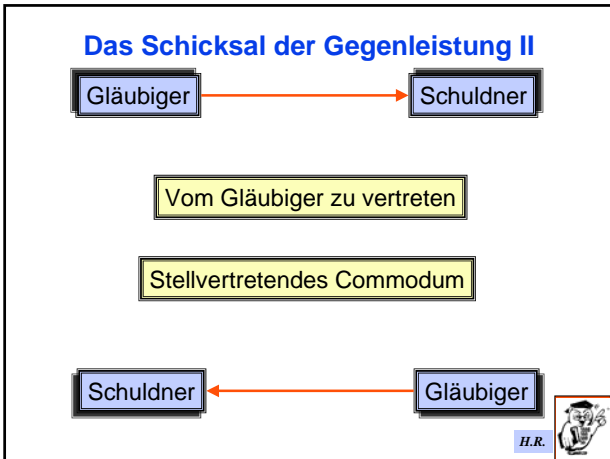 Das Schicksal der Gegenleistung II
Gläubiger Schuldner
Vom Gläubiger zu vertreten
Stellvertretendes Commodum
Schuldner Gläubiger
H.R.